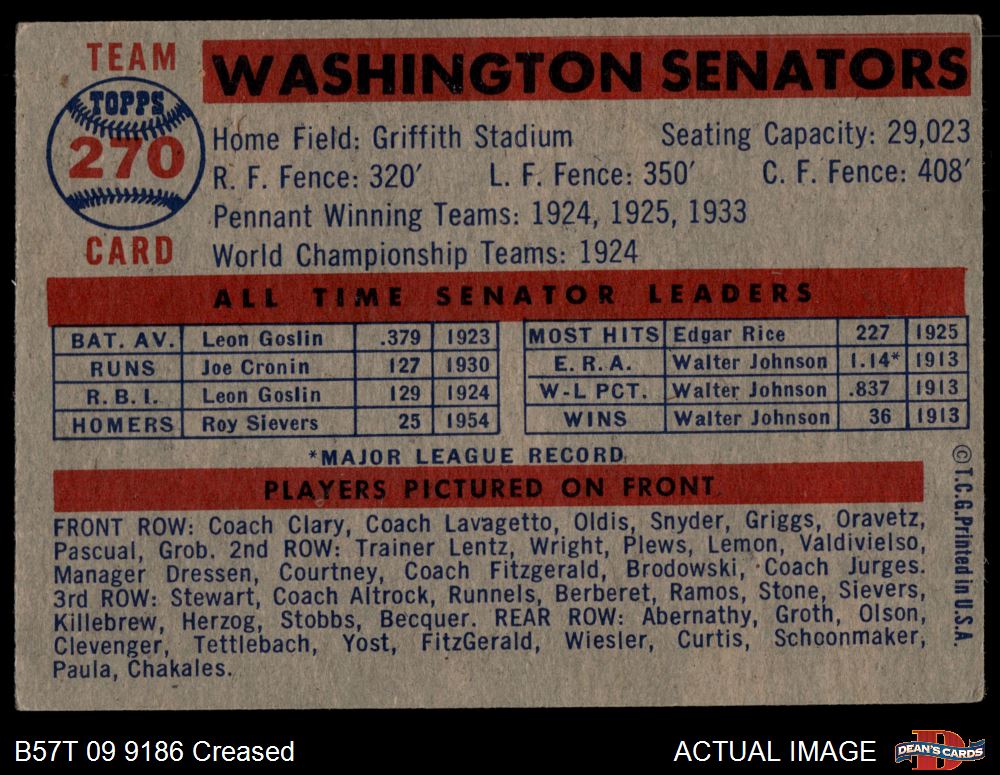 TEAM
TOPPS
270
CARD
WASHINGTON SENATORS
Home Field: Griffith Stadium Seating Capacity: 29,023
R. F. Fence: 320' L. F. Fence: 350' C. F. Fence: 408'
Pennant Winning Teams: 1924, 1925, 1933
World Championship Teams: 1924
ALL TIME SENATOR LEADERS
BAT. AV. Leon Goslin .379 1923
RUNS Joe Cronin 127 1930
R. B. I. Leon Goslin 129 1924
HOMERS Roy Sievers 25 1954
MOST HITS Edgar Rice 227 1925
E. R. A. Walter Johnson 1.14* 1913
W-L PCT. Walter Johnson .837 1913
WINS Walter Johnson 36 1913
*MAJOR LEAGUE RECORD
PLAYERS PICTURED ON FRONT
FRONT ROW: Coach Clary, Coach Lavagetto, Oldis, Snyder, Griggs, Oravetz,
Pascual, Grob. 2nd ROW: Trainer Lentz, Wright, Plews, Lemon, Valdivielso,
Manager Dressen, Courtney, Coach Fitzgerald, Brodowski, Coach Jurges.
3rd ROW: Stewart, Coach Altrock, Runnels, Berberet, Ramos, Stone, Sievers,
Killebrew, Herzog, Stobbs, Becquer. REAR ROW: Abernathy, Groth, Olson,
Clevenger, Tettlebach, Yost, FitzGerald, Wiesler, Curtis, Schoonmaker,
Paula, Chakales.
© T.C.G. Printed in U.S.A.
B57T 09 9186 Creased
ACTUAL IMAGE
D
DEAN'S CARDS